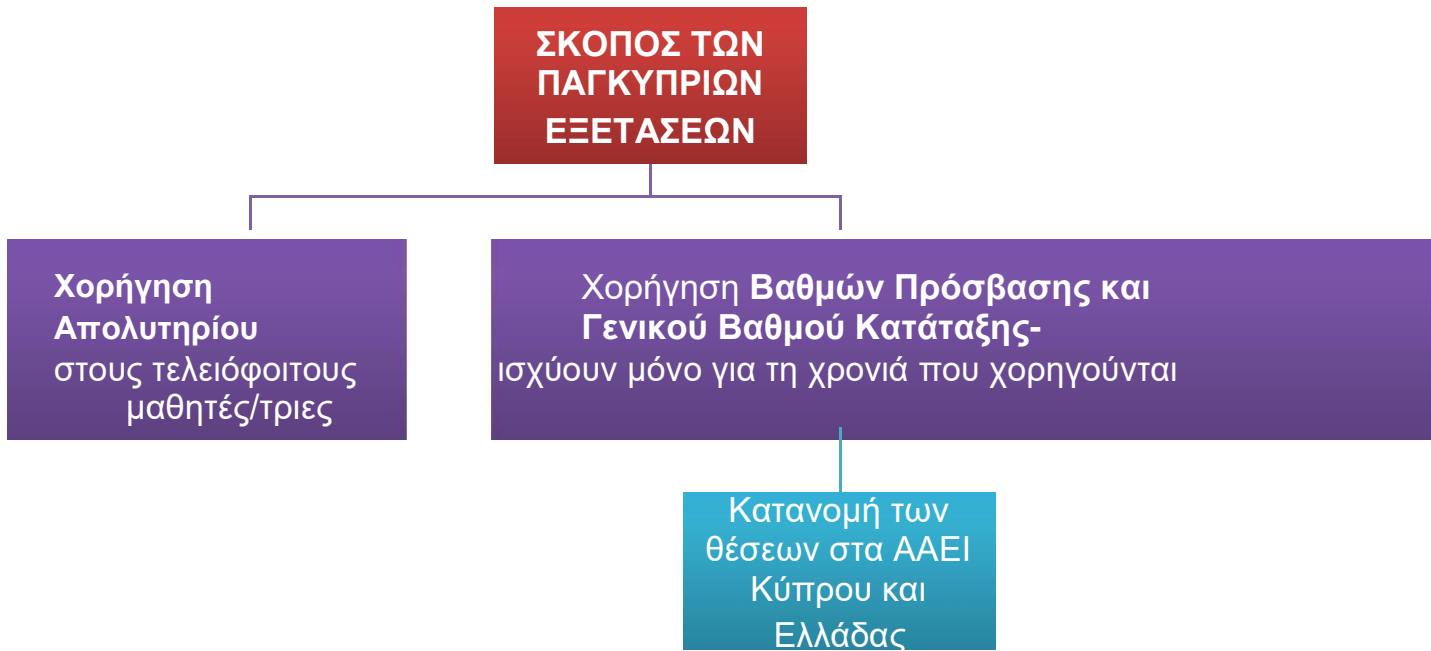 ΣΚΟΠΟΣ ΤΩΝ
ΠΑΓΚΥΠΡΙΩΝ
ΕΞΕΤΑΣΕΩΝ
Χορήγηση
Απολυτηρίου
στους τελειόφοιτους
μαθητές/τριες
Χορήγηση Βαθμών Πρόσβασης και
Γενικού Βαθμού Κατάταξης-
ισχύουν μόνο για τη χρονιά που χορηγούνται
Κατανομή των
θέσεων στα ΑΑΕΙ
Κύπρου και
Ελλάδας